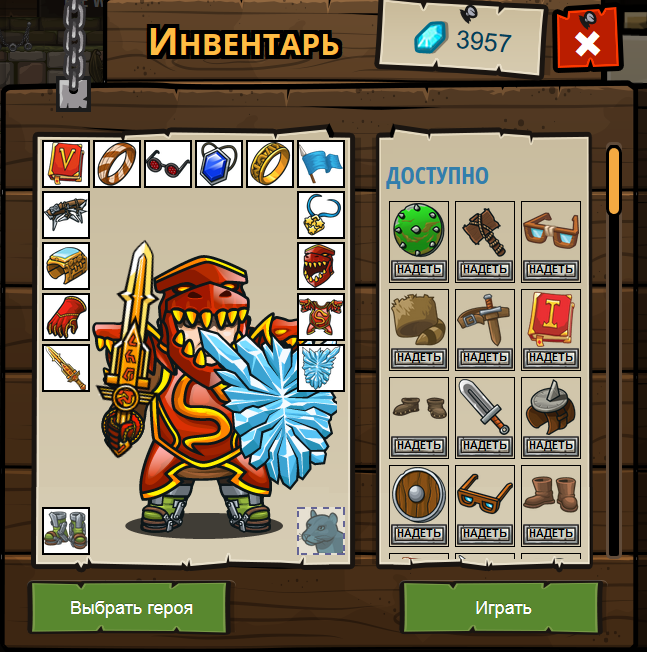 Инвентарь
3957
V
ДОСТУПНО
S
НАДЕТЬ НАДЕТЬ НАДЕТЬ
I
НАДЕТЬ НАДЕТЬ НАДЕТЬ
S
НАДЕТЬ НАДЕТЬ НАДЕТЬ
НАДЕТЬ НАДЕТЬ НАДЕТЬ
Выбрать героя
Играть